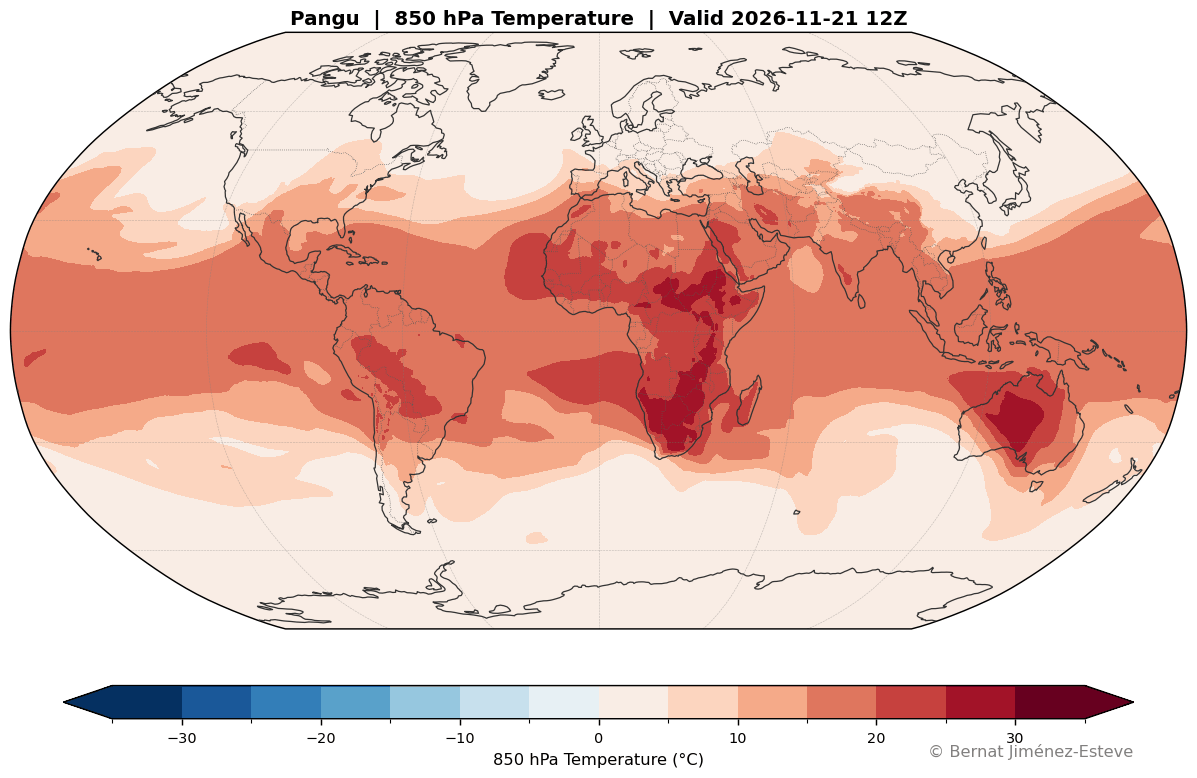 Pangu | 850 hPa Temperature | Valid 2026-11-21 12Z
−30 −20 −10 0 10 20 30
850 hPa Temperature (°C)
© Bernat Jiménez-Esteve